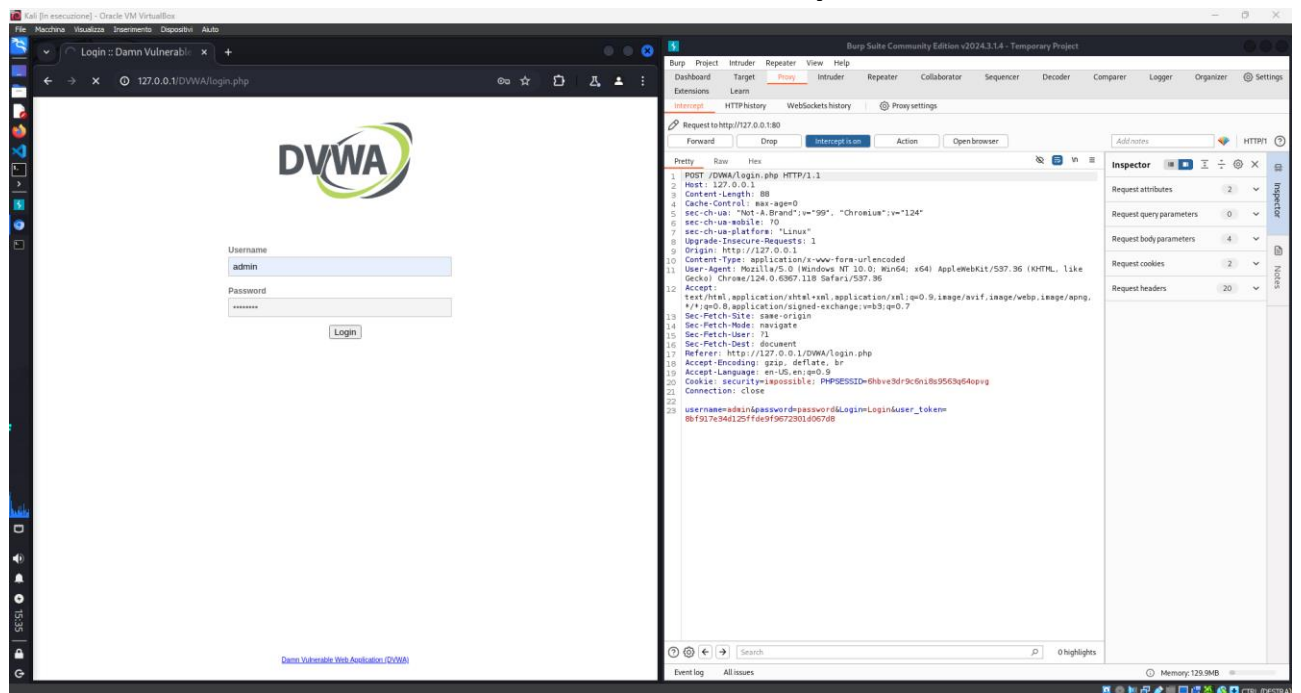 Kali [In esecuzione] - Oracle VM VirtualBox
File Macchina Visualizza Inserimento Dispositivi Aiuto
Login :: Damn Vulnerabl
127.0.0.1/DVWA/login.php
DVWA
Username
admin
Password
••••••••
Login
Damn Vulnerable Web Application (DVWA)
15:35
Burp Suite Community Edition v2024.3.1.4 - Temporary Project
Burp Project Intruder Repeater View Help
Dashboard Target Proxy Intruder Repeater Collaborator Sequencer Decoder Comparer Logger Organizer Settings
Extensions Learn
Intercept HTTP history WebSockets history Proxy settings
Request to http://127.0.0.1:80
Forward Drop Intercept is on Action Open browser Add notes HTTP/1
Pretty Raw Hex
1 POST /DVWA/login.php HTTP/1.1
2 Host: 127.0.0.1
3 Content-Length: 88
4 Cache-Control: max-age=0
5 sec-ch-ua: "Not-A.Brand";v="99", "Chromium";v="124"
6 sec-ch-ua-mobile: ?0
7 sec-ch-ua-platform: "Linux"
8 Upgrade-Insecure-Requests: 1
9 Origin: http://127.0.0.1
10 Content-Type: application/x-www-form-urlencoded
11 User-Agent: Mozilla/5.0 (Windows NT 10.0; Win64; x64) AppleWebKit/537.36 (KHTML, like
Gecko) Chrome/124.0.6367.118 Safari/537.36
12 Accept:
text/html,application/xhtml+xml,application/xml;q=0.9,image/avif,image/webp,image/apng,
*/*;q=0.8,application/signed-exchange;v=b3;q=0.7
13 Sec-Fetch-Site: same-origin
14 Sec-Fetch-Mode: navigate
15 Sec-Fetch-User: ?1
16 Sec-Fetch-Dest: document
17 Referer: http://127.0.0.1/DVWA/login.php
18 Accept-Encoding: gzip, deflate, br
19 Accept-Language: en-US,en;q=0.9
20 Cookie: security=impossible; PHPSESSID=6hbve3dr9c6ni8s9563q64opvg
21 Connection: close
22
23 username=admin&password=password&Login=Login&user_token=
8bf917e34d125ffde9f9672301d067d8
Inspector
Request attributes 2
Request query parameters 0
Request body parameters 4
Request cookies 2
Request headers 20
Inspector
Notes
Search 0 highlights
Event log All issues Memory: 129.9MB
CTRL (DESTRA)